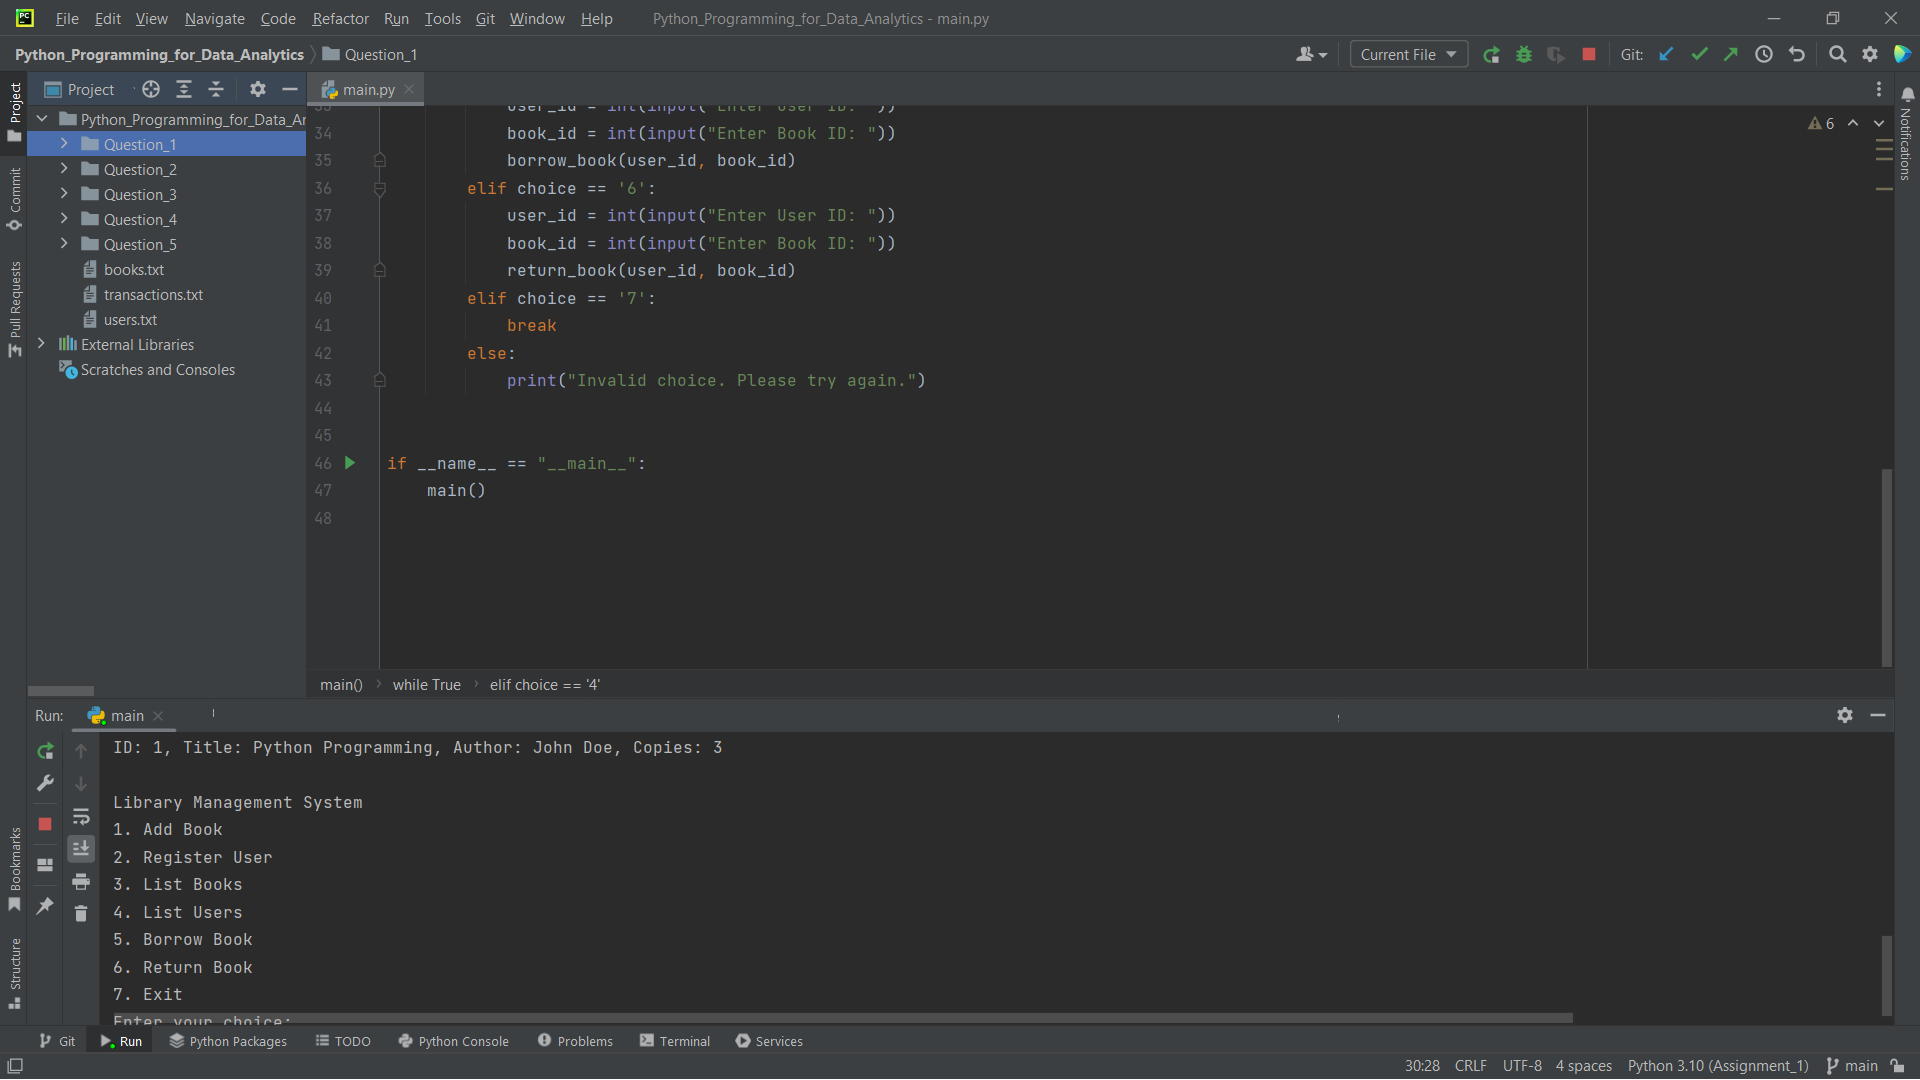 File Edit View Navigate Code Refactor Run Tools Git Window Help Python_Programming_for_Data_Analytics - main.py
Python_Programming_for_Data_Analytics Question_1 Current File Git:
Project main.py
Python_Programming_for_Data_Ar
Question_1
Question_2
Question_3
Question_4
Question_5
books.txt
transactions.txt
users.txt
External Libraries
Scratches and Consoles
Project
Commit
Pull Requests
Bookmarks
Structure
Notifications
6
33 user_id = int(input("Enter User ID: "))
34 book_id = int(input("Enter Book ID: "))
35 borrow_book(user_id, book_id)
36 elif choice == '6':
37 user_id = int(input("Enter User ID: "))
38 book_id = int(input("Enter Book ID: "))
39 return_book(user_id, book_id)
40 elif choice == '7':
41 break
42 else:
43 print("Invalid choice. Please try again.")
44
45
46 if __name__ == "__main__":
47 main()
48
main() while True elif choice == '4'
Run: main
ID: 1, Title: Python Programming, Author: John Doe, Copies: 3
Library Management System
1. Add Book
2. Register User
3. List Books
4. List Users
5. Borrow Book
6. Return Book
7. Exit
Enter your choice:
Git Run Python Packages TODO Python Console Problems Terminal Services
30:28 CRLF UTF-8 4 spaces Python 3.10 (Assignment_1) main